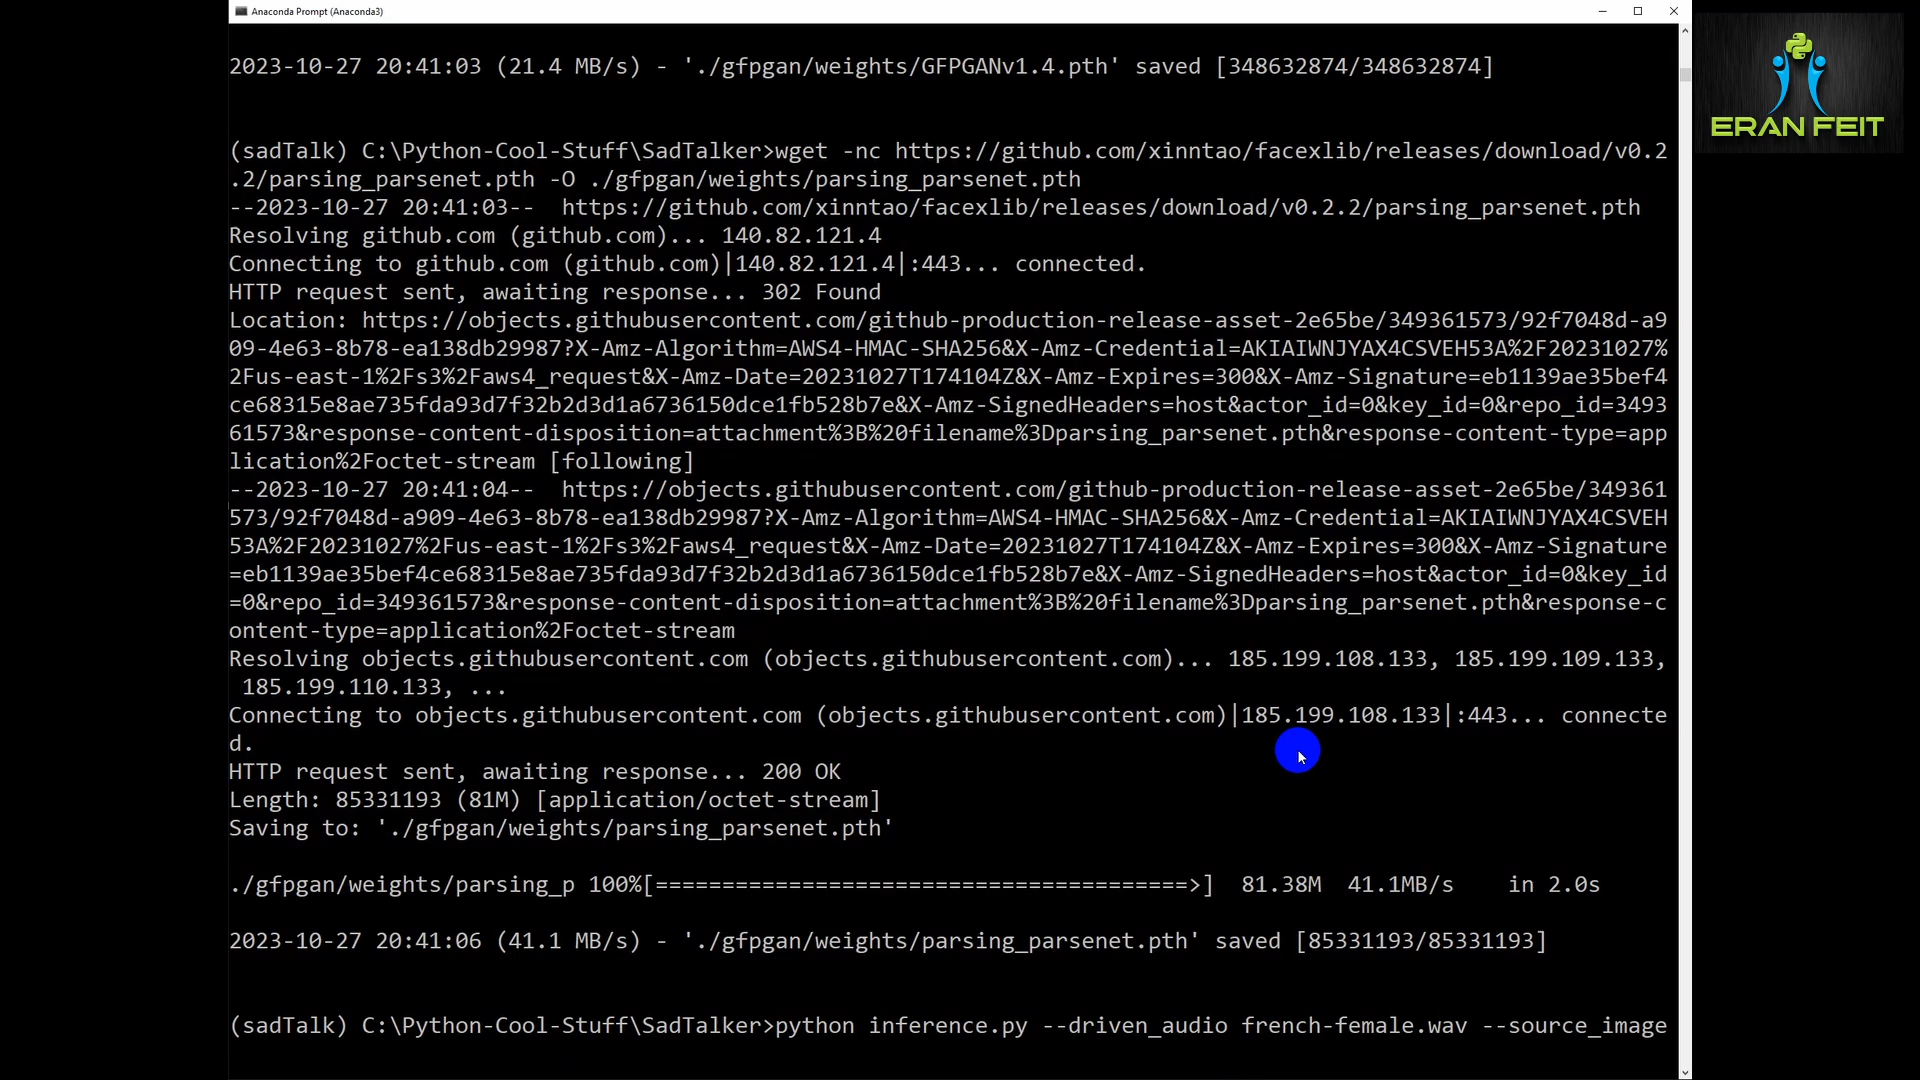 Anaconda Prompt (Anaconda3)
2023-10-27 20:41:03 (21.4 MB/s) - './gfpgan/weights/GFPGANv1.4.pth' saved [348632874/348632874]
(sadTalk) C:\Python-Cool-Stuff\SadTalker>wget -nc https://github.com/xinntao/facexlib/releases/download/v0.2
.2/parsing_parsenet.pth -O ./gfpgan/weights/parsing_parsenet.pth
--2023-10-27 20:41:03--  https://github.com/xinntao/facexlib/releases/download/v0.2.2/parsing_parsenet.pth
Resolving github.com (github.com)... 140.82.121.4
Connecting to github.com (github.com)|140.82.121.4|:443... connected.
HTTP request sent, awaiting response... 302 Found
Location: https://objects.githubusercontent.com/github-production-release-asset-2e65be/349361573/92f7048d-a9
09-4e63-8b78-ea138db29987?X-Amz-Algorithm=AWS4-HMAC-SHA256&X-Amz-Credential=AKIAIWNJYAX4CSVEH53A%2F20231027%
2Fus-east-1%2Fs3%2Faws4_request&X-Amz-Date=20231027T174104Z&X-Amz-Expires=300&X-Amz-Signature=eb1139ae35bef4
ce68315e8ae735fda93d7f32b2d3d1a6736150dce1fb528b7e&X-Amz-SignedHeaders=host&actor_id=0&key_id=0&repo_id=3493
61573&response-content-disposition=attachment%3B%20filename%3Dparsing_parsenet.pth&response-content-type=app
lication%2Foctet-stream [following]
--2023-10-27 20:41:04--  https://objects.githubusercontent.com/github-production-release-asset-2e65be/349361
573/92f7048d-a909-4e63-8b78-ea138db29987?X-Amz-Algorithm=AWS4-HMAC-SHA256&X-Amz-Credential=AKIAIWNJYAX4CSVEH
53A%2F20231027%2Fus-east-1%2Fs3%2Faws4_request&X-Amz-Date=20231027T174104Z&X-Amz-Expires=300&X-Amz-Signature
=eb1139ae35bef4ce68315e8ae735fda93d7f32b2d3d1a6736150dce1fb528b7e&X-Amz-SignedHeaders=host&actor_id=0&key_id
=0&repo_id=349361573&response-content-disposition=attachment%3B%20filename%3Dparsing_parsenet.pth&response-c
ontent-type=application%2Foctet-stream
Resolving objects.githubusercontent.com (objects.githubusercontent.com)... 185.199.108.133, 185.199.109.133,
 185.199.110.133, ...
Connecting to objects.githubusercontent.com (objects.githubusercontent.com)|185.199.108.133|:443... connecte
d.
HTTP request sent, awaiting response... 200 OK
Length: 85331193 (81M) [application/octet-stream]
Saving to: './gfpgan/weights/parsing_parsenet.pth'
./gfpgan/weights/parsing_p 100%[========================================>]  81.38M  41.1MB/s    in 2.0s
2023-10-27 20:41:06 (41.1 MB/s) - './gfpgan/weights/parsing_parsenet.pth' saved [85331193/85331193]
(sadTalk) C:\Python-Cool-Stuff\SadTalker>python inference.py --driven_audio french-female.wav --source_image
ERAN FEIT